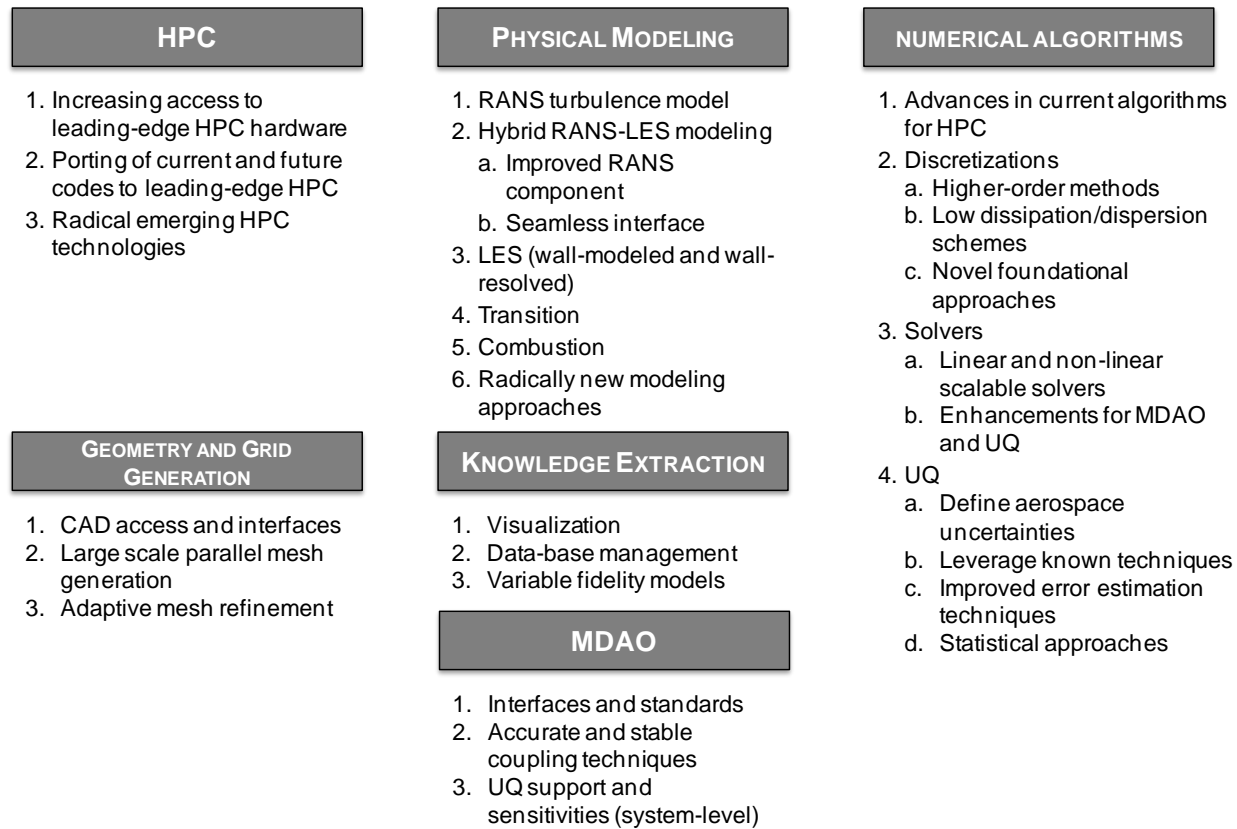 HPC
1. Increasing access to
leading-edge HPC hardware
2. Porting of current and future
codes to leading-edge HPC
3. Radical emerging HPC
technologies
PHYSICAL MODELING
1. RANS turbulence model
2. Hybrid RANS-LES modeling
a. Improved RANS
component
b. Seamless interface
3. LES (wall-modeled and wall-
resolved)
4. Transition
5. Combustion
6. Radically new modeling
approaches
NUMERICAL ALGORITHMS
1. Advances in current algorithms
for HPC
2. Discretizations
a. Higher-order methods
b. Low dissipation/dispersion
schemes
c. Novel foundational
approaches
3. Solvers
a. Linear and non-linear
scalable solvers
b. Enhancements for MDAO
and UQ
4. UQ
a. Define aerospace
uncertainties
b. Leverage known techniques
c. Improved error estimation
techniques
d. Statistical approaches
GEOMETRY AND GRID
GENERATION
1. CAD access and interfaces
2. Large scale parallel mesh
generation
3. Adaptive mesh refinement
KNOWLEDGE EXTRACTION
1. Visualization
2. Data-base management
3. Variable fidelity models
MDAO
1. Interfaces and standards
2. Accurate and stable
coupling techniques
3. UQ support and
sensitivities (system-level)